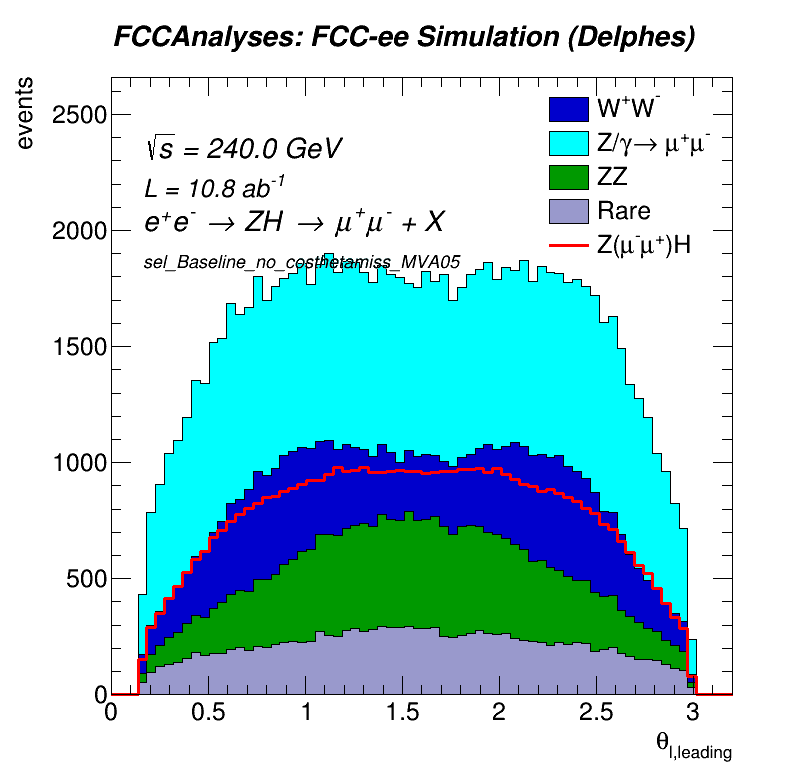 FCCAnalyses: FCC-ee Simulation (Delphes)
events
√s = 240.0 GeV
L = 10.8 ab⁻¹
e⁺e⁻ → ZH → μ⁺μ⁻ + X
sel_Baseline_no_costhetamiss_MVA05
W⁺W⁻
Z/γ→ μ⁺μ⁻
ZZ
Rare
Z(μ⁻μ⁺)H
2500
2000
1500
1000
500
0
0 0.5 1 1.5 2 2.5 3
θl,leading